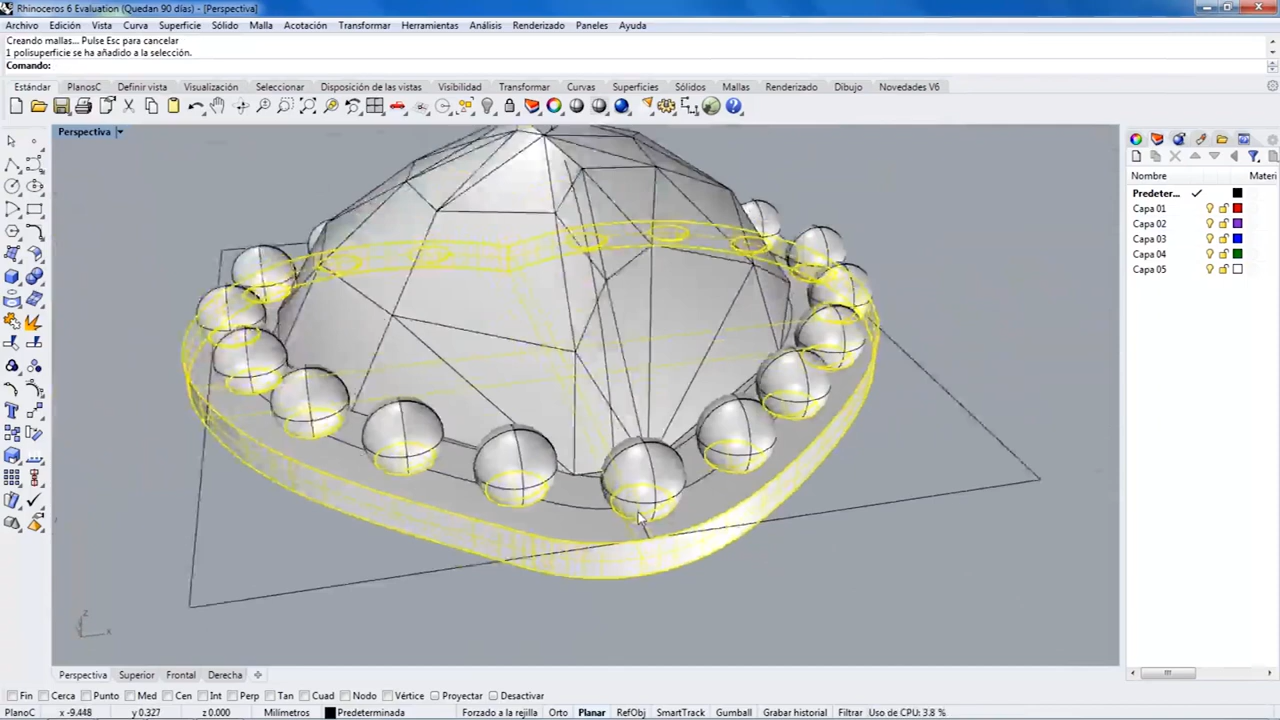 Rhinoceros 6 Evaluation (Quedan 90 días) - [Perspectiva]
Archivo Edición Vista Curva Superficie Sólido Malla Acotación Transformar Herramientas Análisis Renderizado Paneles Ayuda
Creando mallas... Pulse Esc para cancelar
1 polisuperficie se ha añadido a la selección.
Comando:
Estándar PlanosC Definir vista Visualización Seleccionar Disposición de las vistas Visibilidad Transformar Curvas Superficies Sólidos Mallas Renderizado Dibujo Novedades V6
Perspectiva
Nombre Materi
Predeter...
Capa 01
Capa 02
Capa 03
Capa 04
Capa 05
z
x
Perspectiva Superior Frontal Derecha
Fin Cerca Punto Med Cen Int Perp Tan Cuad Nodo Vértice Proyectar Desactivar
PlanoC x -9.448 y 0.327 z 0.000 Milímetros Predeterminada Forzado a la rejilla Orto Planar RefObj SmartTrack Gumball Grabar historial Filtrar Uso de CPU: 3.8 %